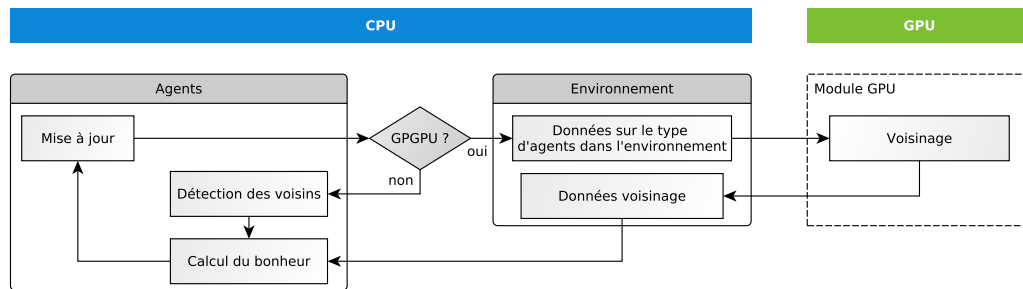 CPU
GPU
Agents
Environnement
Module GPU
Mise à jour
GPGPU ?
oui
non
Données sur le type
d'agents dans l'environnement
Voisinage
Détection des voisins
Données voisinage
Calcul du bonheur